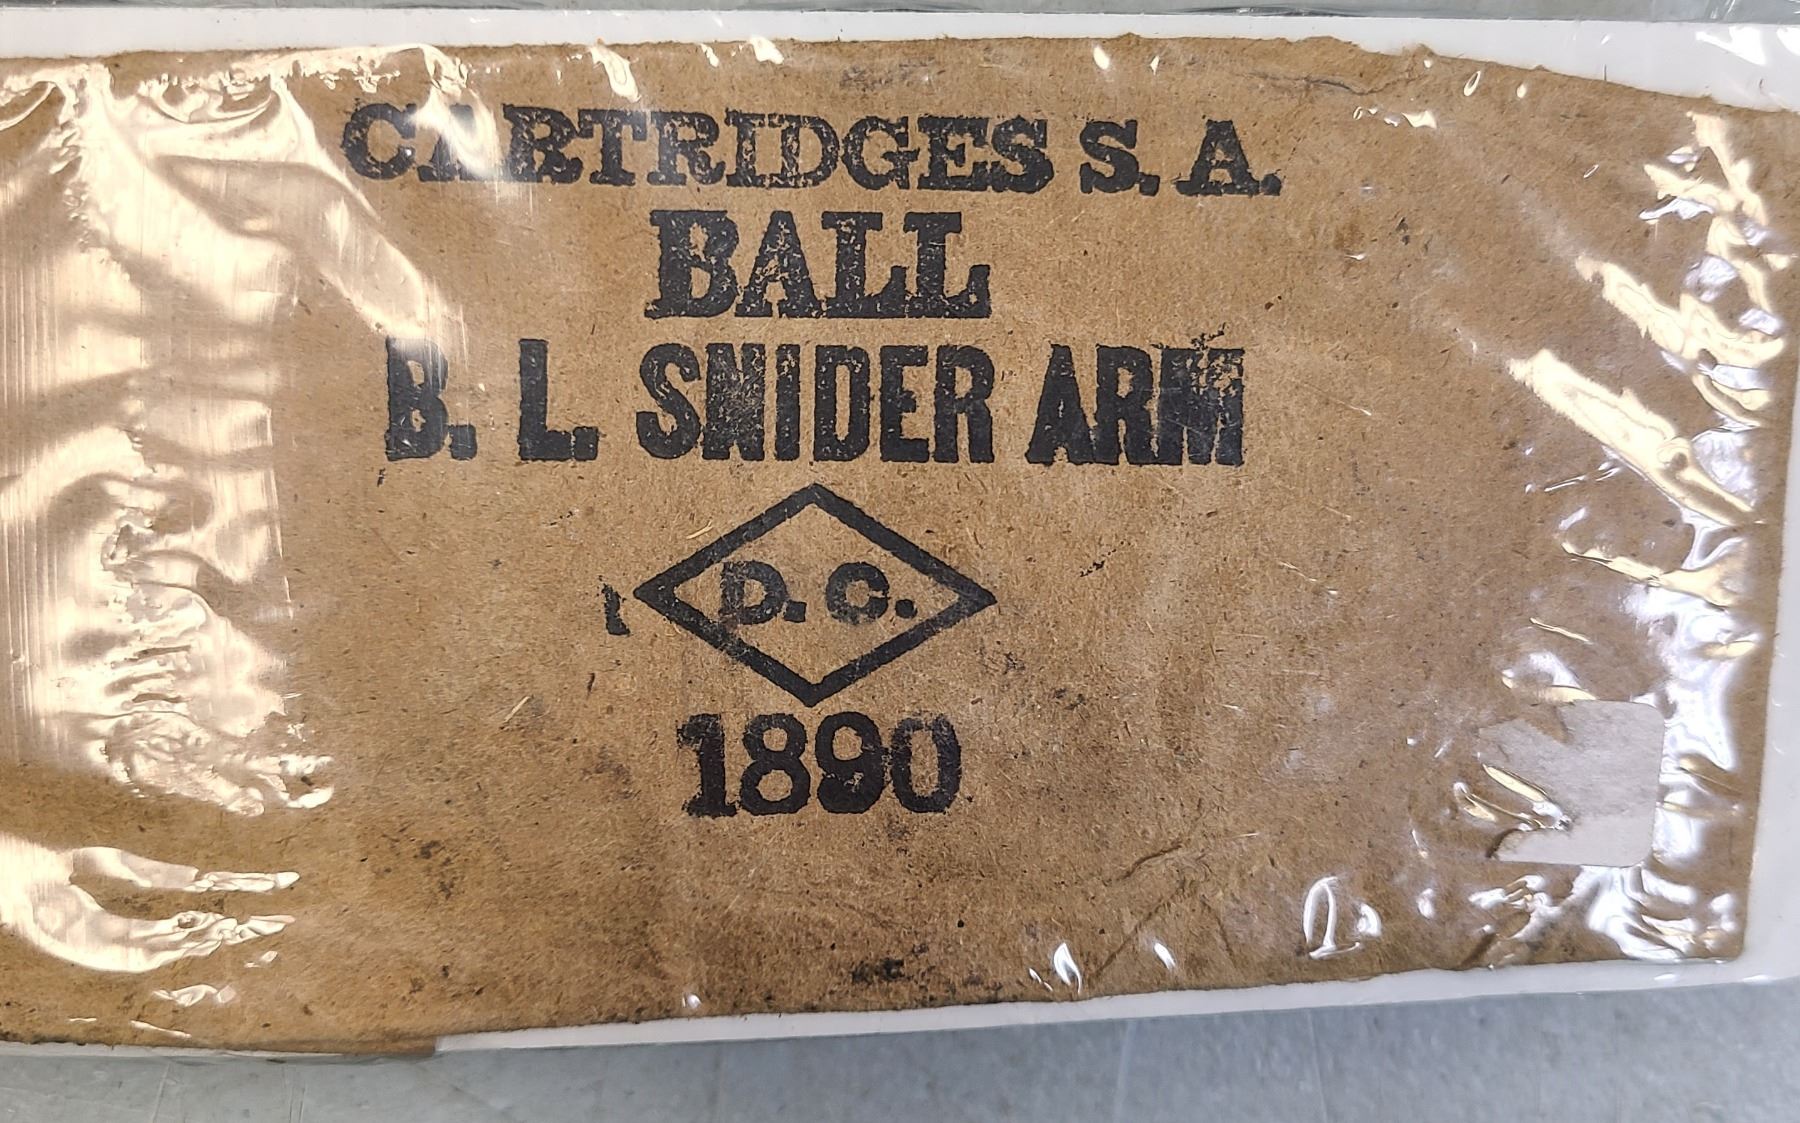 CARTRIDGES S. A.
BALL
B. L. SNIDER ARM
D. C.
1890